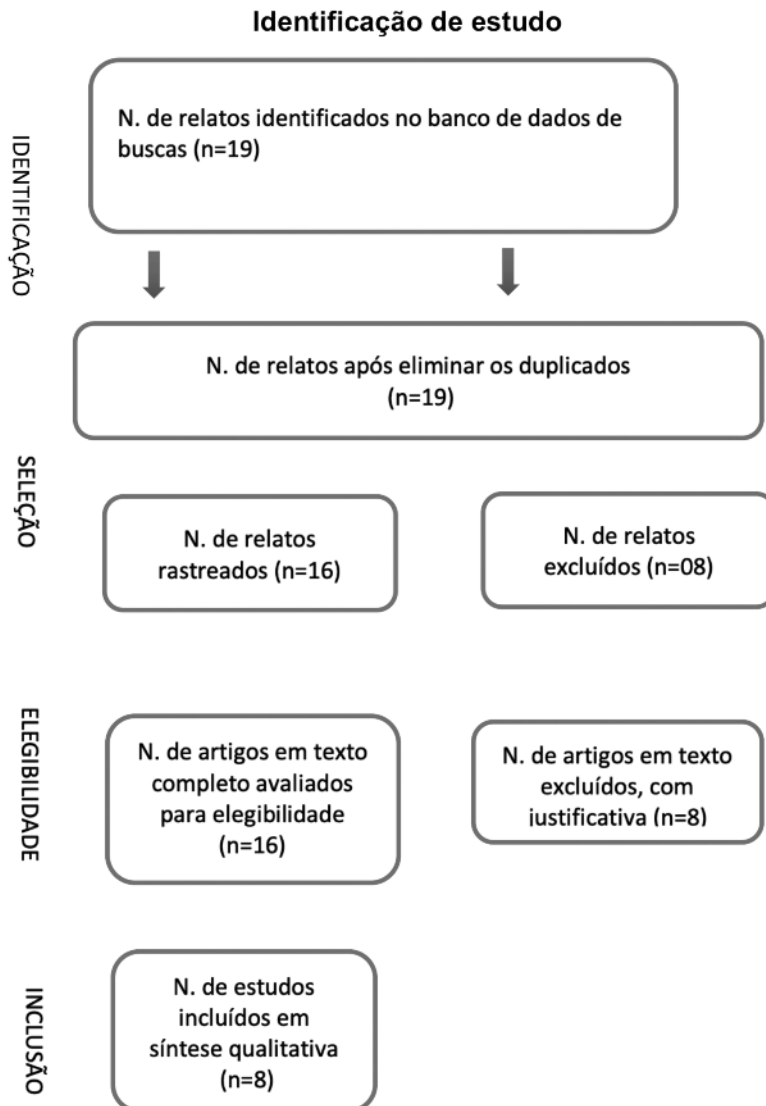 Identificação de estudo
IDENTIFICAÇÃO
N. de relatos identificados no banco de dados de
buscas (n=19)
N. de relatos após eliminar os duplicados
(n=19)
SELEÇÃO
N. de relatos
rastreados (n=16)
N. de relatos
excluídos (n=08)
ELEGIBILIDADE
N. de artigos em texto
completo avaliados
para elegibilidade
(n=16)
N. de artigos em texto
excluídos, com
justificativa (n=8)
INCLUSÃO
N. de estudos
incluídos em
síntese qualitativa
(n=8)